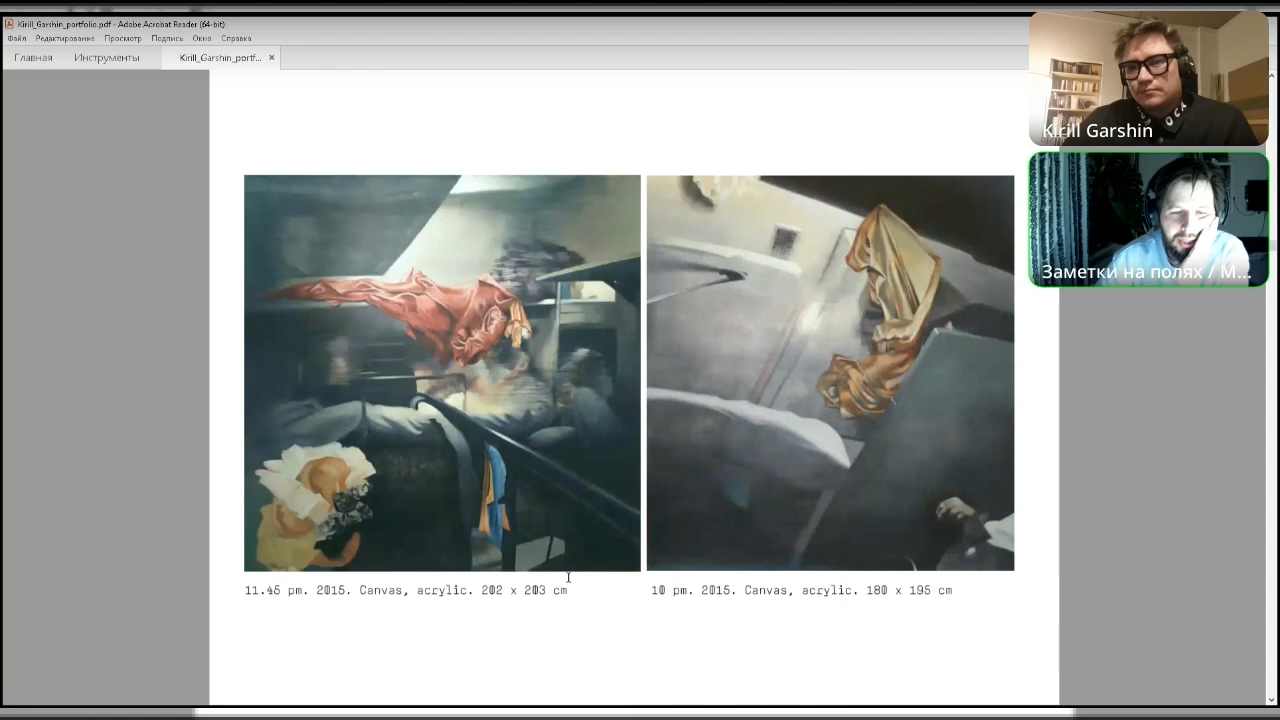 Kirill_Garshin_portfolio.pdf - Adobe Acrobat Reader (64-bit)
Файл Редактирование Просмотр Подпись Окно Справка
Главная Инструменты Kirill_Garshin_portf... ×
Kirill Garshin
Заметки на полях / М...
11.45 pm. 2015. Canvas, acrylic. 202 x 203 cm
10 pm. 2015. Canvas, acrylic. 180 x 195 cm